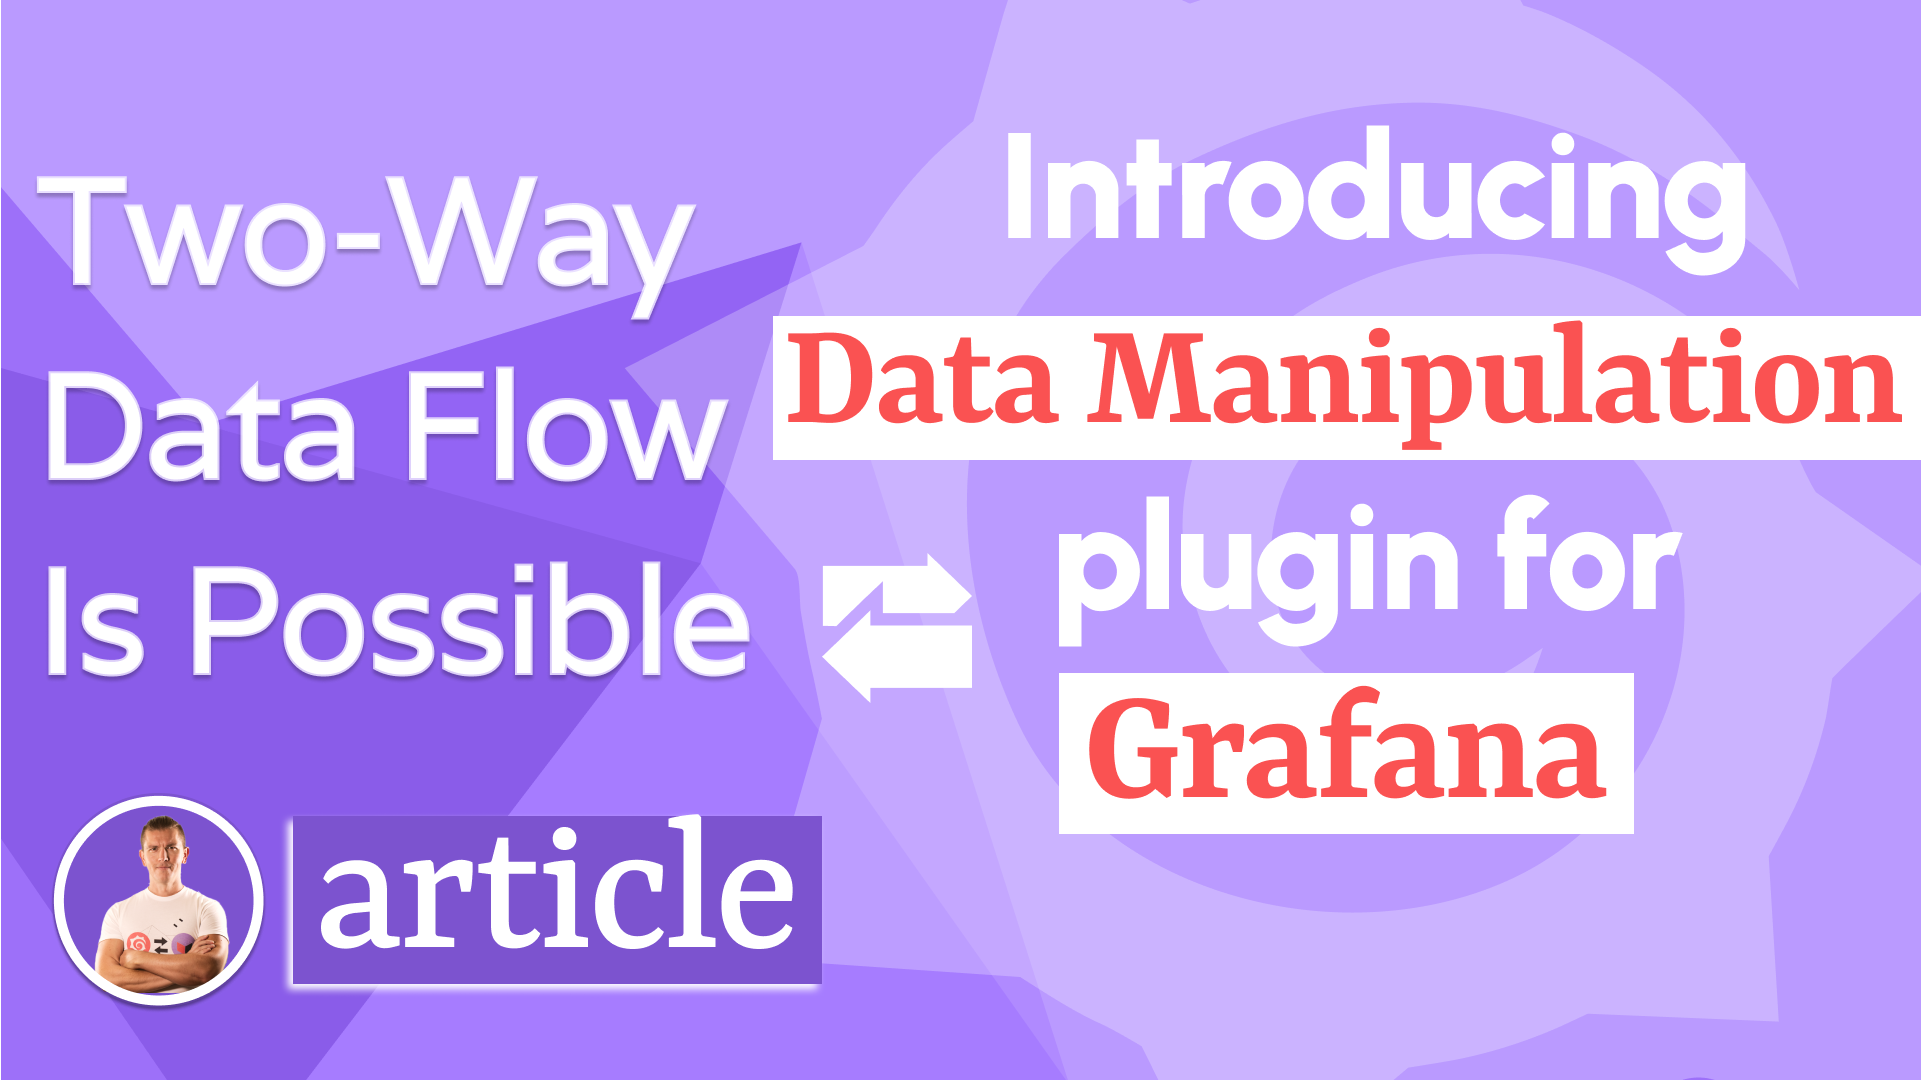 Two-Way
Data Flow
Is Possible
article
Introducing
Data Manipulation
plugin for
Grafana